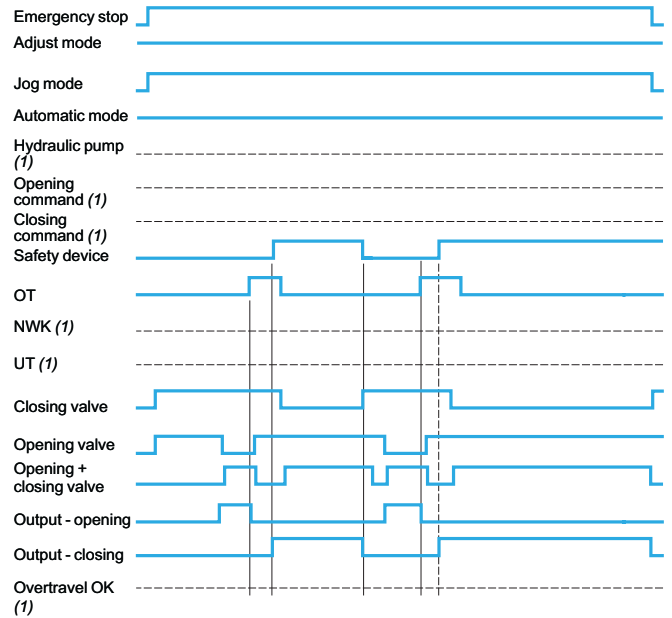 Emergency stop
Adjust mode
Jog mode
Automatic mode
Hydraulic pump
(1)
Opening
command (1)
Closing
command (1)
Safety device
OT
NWK (1)
UT (1)
Closing valve
Opening valve
Opening +
closing valve
Output - opening
Output - closing
Overtravel OK
(1)